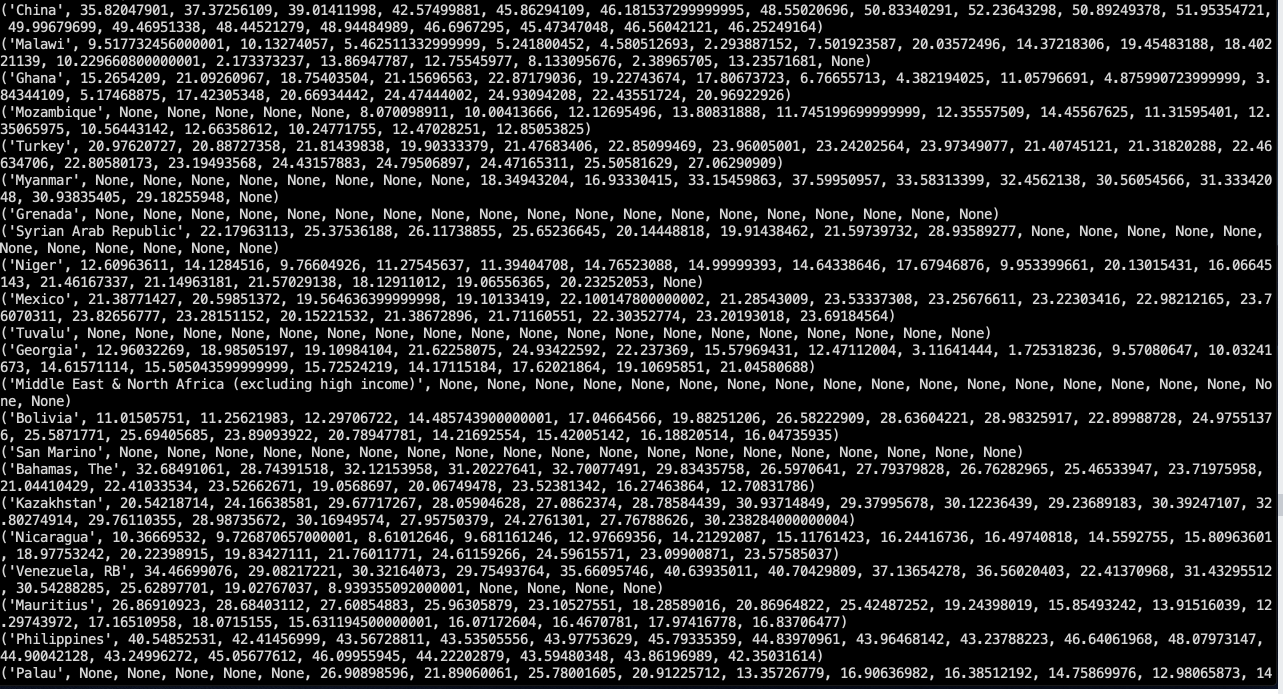 ('China', 35.82047901, 37.37256109, 39.01411998, 42.57499881, 45.86294109, 46.181537299999995, 48.55020696, 50.83340291, 52.23643298, 50.89249378, 51.95354721,
 49.99679699, 49.46951338, 48.44521279, 48.94484989, 46.6967295, 45.47347048, 46.56042121, 46.25249164)
('Malawi', 9.517732456000001, 10.13274057, 5.462511332999999, 5.241800452, 4.580512693, 2.293887152, 7.501923587, 20.03572496, 14.37218306, 19.45483188, 18.402
21139, 10.229660800000001, 2.173373237, 13.86947787, 12.75545977, 8.133095676, 2.38965705, 13.23571681, None)
('Ghana', 15.2654209, 21.09260967, 18.75403504, 21.15696563, 22.87179036, 19.22743674, 17.80673723, 6.76655713, 4.382194025, 11.05796691, 4.875990723999999, 3.
84344109, 5.17468875, 17.42305348, 20.66934442, 24.47444002, 24.93094208, 22.43551724, 20.96922926)
('Mozambique', None, None, None, None, None, 8.070098911, 10.00413666, 12.12695496, 13.80831888, 11.745199699999999, 12.35557509, 14.45567625, 11.31595401, 12.
35065975, 10.56443142, 12.66358612, 10.24771755, 12.47028251, 12.85053825)
('Turkey', 20.97620727, 20.88727358, 21.81439838, 19.90333379, 21.47683406, 22.85099469, 23.96005001, 23.24202564, 23.97349077, 21.40745121, 21.31820288, 22.46
634706, 22.80580173, 23.19493568, 24.43157883, 24.79506897, 24.47165311, 25.50581629, 27.06290909)
('Myanmar', None, None, None, None, None, None, None, None, 18.34943204, 16.93330415, 33.15459863, 37.59950957, 33.58313399, 32.4562138, 30.56054566, 31.333420
48, 30.93835405, 29.18255948, None)
('Grenada', None, None, None, None, None, None, None, None, None, None, None, None, None, None, None, None, None, None, None)
('Syrian Arab Republic', 22.17963113, 25.37536188, 26.11738855, 25.65236645, 20.14448818, 19.91438462, 21.59739732, 28.93589277, None, None, None, None, None,
None, None, None, None, None, None)
('Niger', 12.60963611, 14.1284516, 9.76604926, 11.27545637, 11.39404708, 14.76523088, 14.99999393, 14.64338646, 17.67946876, 9.953399661, 20.13015431, 16.06645
143, 21.46167337, 21.14963181, 21.57029138, 18.12911012, 19.06556365, 20.23252053, None)
('Mexico', 21.38771427, 20.59851372, 19.564636399999998, 19.10133419, 22.100147800000002, 21.28543009, 23.53337308, 23.25676611, 23.22303416, 22.98212165, 23.7
6070311, 23.82656777, 23.28151152, 20.15221532, 21.38672896, 21.71160551, 22.30352774, 23.20193018, 23.69184564)
('Tuvalu', None, None, None, None, None, None, None, None, None, None, None, None, None, None, None, None, None, None, None)
('Georgia', 12.96032269, 18.98505197, 19.10984104, 21.62258075, 24.93422592, 22.237369, 15.57969431, 12.47112004, 3.11641444, 1.725318236, 9.57080647, 10.03241
673, 14.61571114, 15.505043599999999, 15.72524219, 14.17115184, 17.62021864, 19.10695851, 21.04580688)
('Middle East & North Africa (excluding high income)', None, None, None, None, None, None, None, None, None, None, None, None, None, None, None, None, None, No
ne, None)
('Bolivia', 11.01505751, 11.25621983, 12.29706722, 14.485743900000001, 17.04664566, 19.88251206, 26.58222909, 28.63604221, 28.98325917, 22.89988728, 24.9755137
6, 25.5871771, 25.69405685, 23.89093922, 20.78947781, 14.21692554, 15.42005142, 16.18820514, 16.04735935)
('San Marino', None, None, None, None, None, None, None, None, None, None, None, None, None, None, None, None, None, None, None)
('Bahamas, The', 32.68491061, 28.74391518, 32.12153958, 31.20227641, 32.70077491, 29.83435758, 26.5970641, 27.79379828, 26.76282965, 25.46533947, 23.71975958,
21.04410429, 22.41033534, 23.52662671, 19.0568697, 20.06749478, 23.52381342, 16.27463864, 12.70831786)
('Kazakhstan', 20.54218714, 24.16638581, 29.67717267, 28.05904628, 27.0862374, 28.78584439, 30.93714849, 29.37995678, 30.12236439, 29.23689183, 30.39247107, 32
.80274914, 29.76110355, 28.98735672, 30.16949574, 27.95750379, 24.2761301, 27.76788626, 30.238284000000004)
('Nicaragua', 10.36669532, 9.726870657000001, 8.61012646, 9.681161246, 12.97669356, 14.21292087, 15.11761423, 16.24416736, 16.49740818, 14.5592755, 15.80963601
, 18.97753242, 20.22398915, 19.83427111, 21.76011771, 24.61159266, 24.59615571, 23.09900871, 23.57585037)
('Venezuela, RB', 34.46699076, 29.08217221, 30.32164073, 29.75493764, 35.66095746, 40.63935011, 40.70429809, 37.13654278, 36.56020403, 22.41370968, 31.43295512
, 30.54288285, 25.62897701, 19.02767037, 8.939355092000001, None, None, None, None)
('Mauritius', 26.86910923, 28.68403112, 27.60854883, 25.96305879, 23.10527551, 18.28589016, 20.86964822, 25.42487252, 19.24398019, 15.85493242, 13.91516039, 12
.29743972, 17.16510958, 18.0715155, 15.631194500000001, 16.07172604, 16.4670781, 17.97416778, 16.83706477)
('Philippines', 40.54852531, 42.41456999, 43.56728811, 43.53505556, 43.97753629, 45.79335359, 44.83970961, 43.96468142, 43.23788223, 46.64061968, 48.07973147,
44.90042128, 43.24996272, 45.05677612, 46.09955945, 44.22202879, 43.59480348, 43.86196989, 42.35031614)
('Palau', None, None, None, None, None, 26.90898596, 21.89060061, 25.78001605, 20.91225712, 13.35726779, 16.90636982, 16.38512192, 14.75869976, 12.98065873, 14